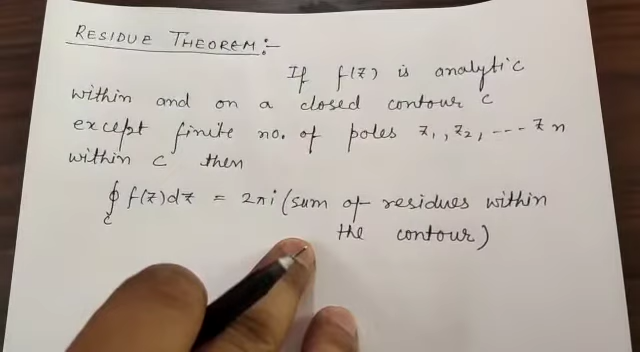 RESIDUE THEOREM:-
If f(z) is analytic
within and on a closed contour c
except finite no. of poles z1, z2, --- zn
within c then
∮c f(z)dz = 2πi (sum of residues within
the contour)